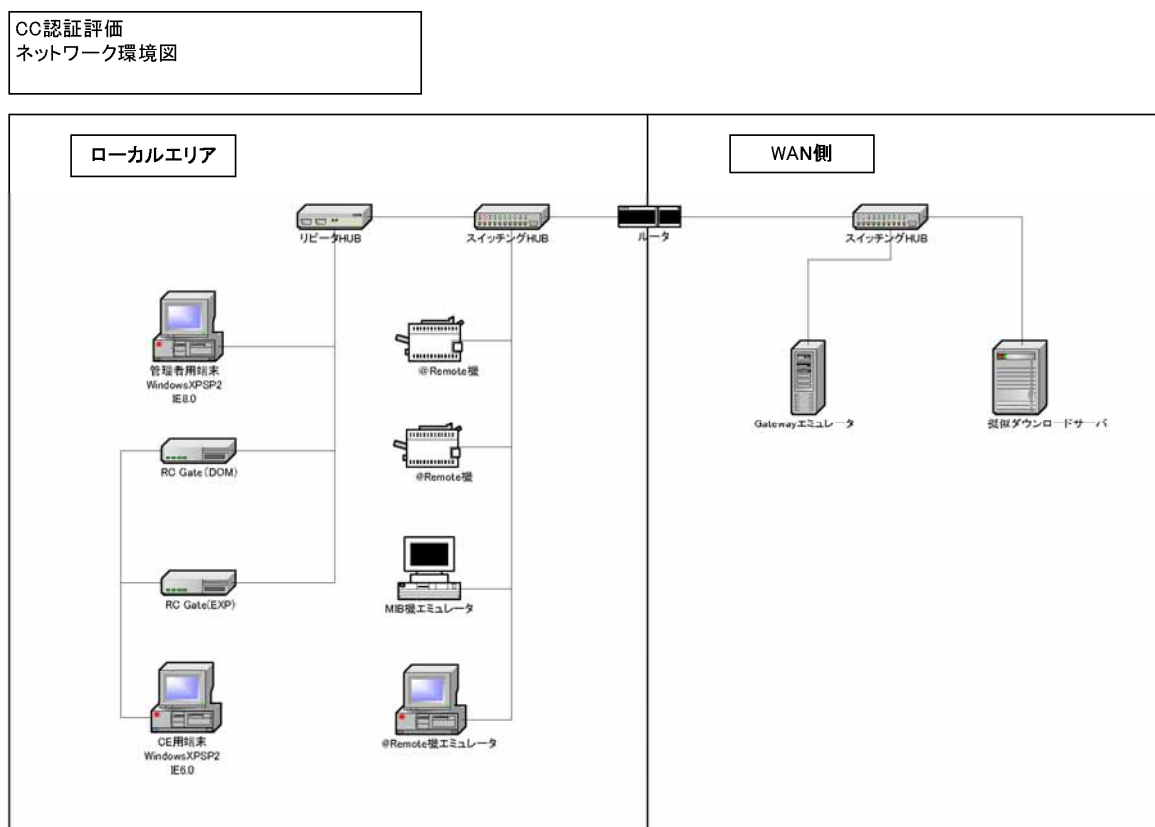 CC認証評価
ネットワーク環境図
ローカルエリア
WAN側
リピータHUB
スイッチングHUB
ルータ
スイッチングHUB
管理者用端末
WindowsXPSP2
IE8.0
@Remote機
Gatewayエミュレータ
擬似ダウンロードサーバ
RC Gate(DOM)
@Remote機
RC Gate(EXP)
MIB機エミュレータ
CE用端末
WindowsXPSP2
IE6.0
@Remote機エミュレータ